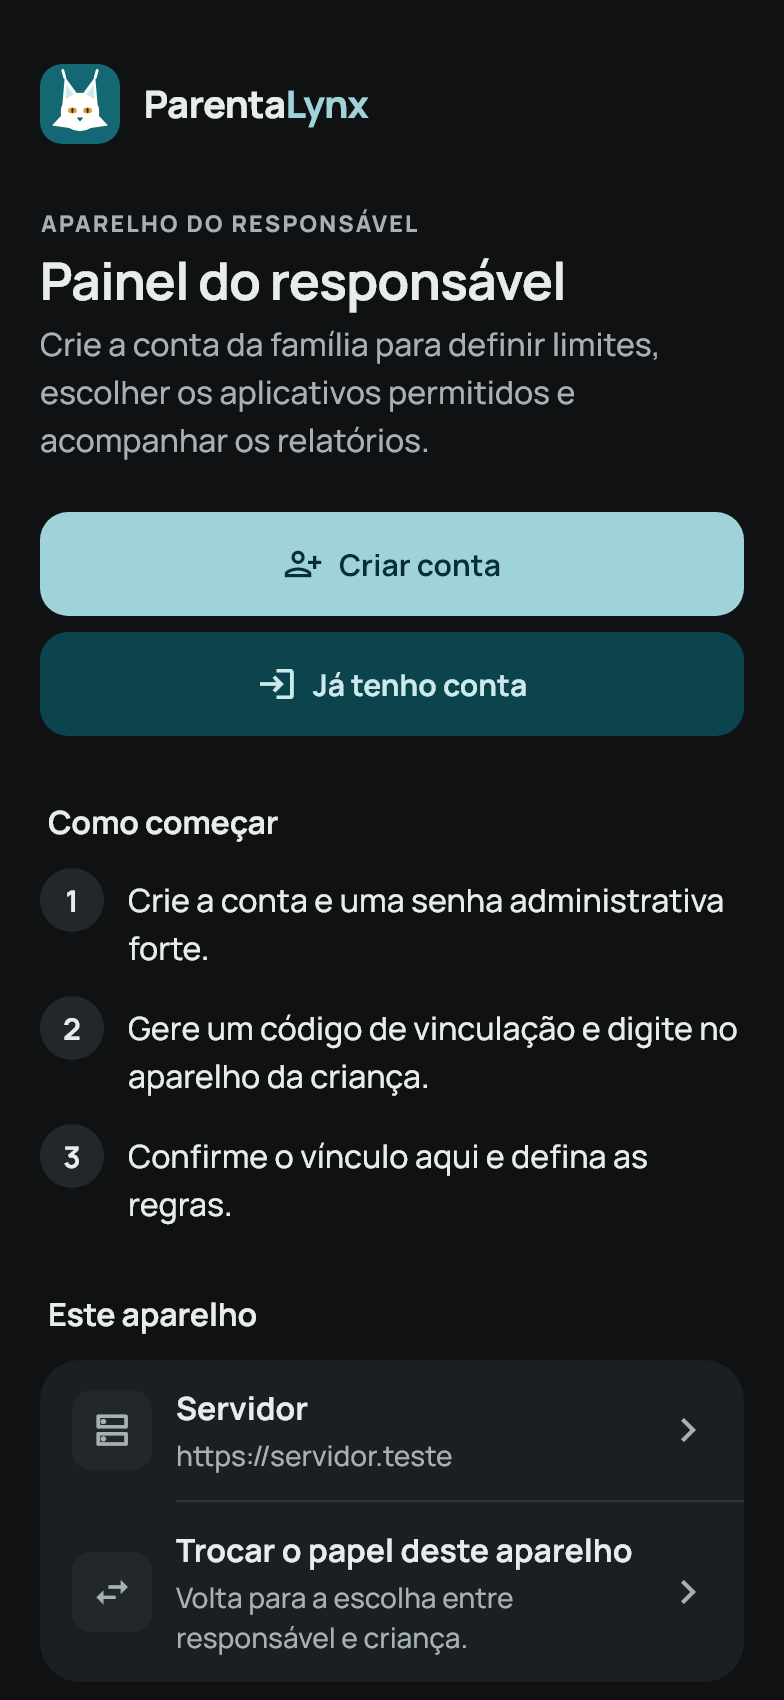 ParentaLynx
APARELHO DO RESPONSÁVEL
Painel do responsável
Crie a conta da família para definir limites,
escolher os aplicativos permitidos e
acompanhar os relatórios.
Criar conta
Já tenho conta
Como começar
1 Crie a conta e uma senha administrativa
forte.
2 Gere um código de vinculação e digite no
aparelho da criança.
3 Confirme o vínculo aqui e defina as
regras.
Este aparelho
Servidor
https://servidor.teste
Trocar o papel deste aparelho
Volta para a escolha entre
responsável e criança.